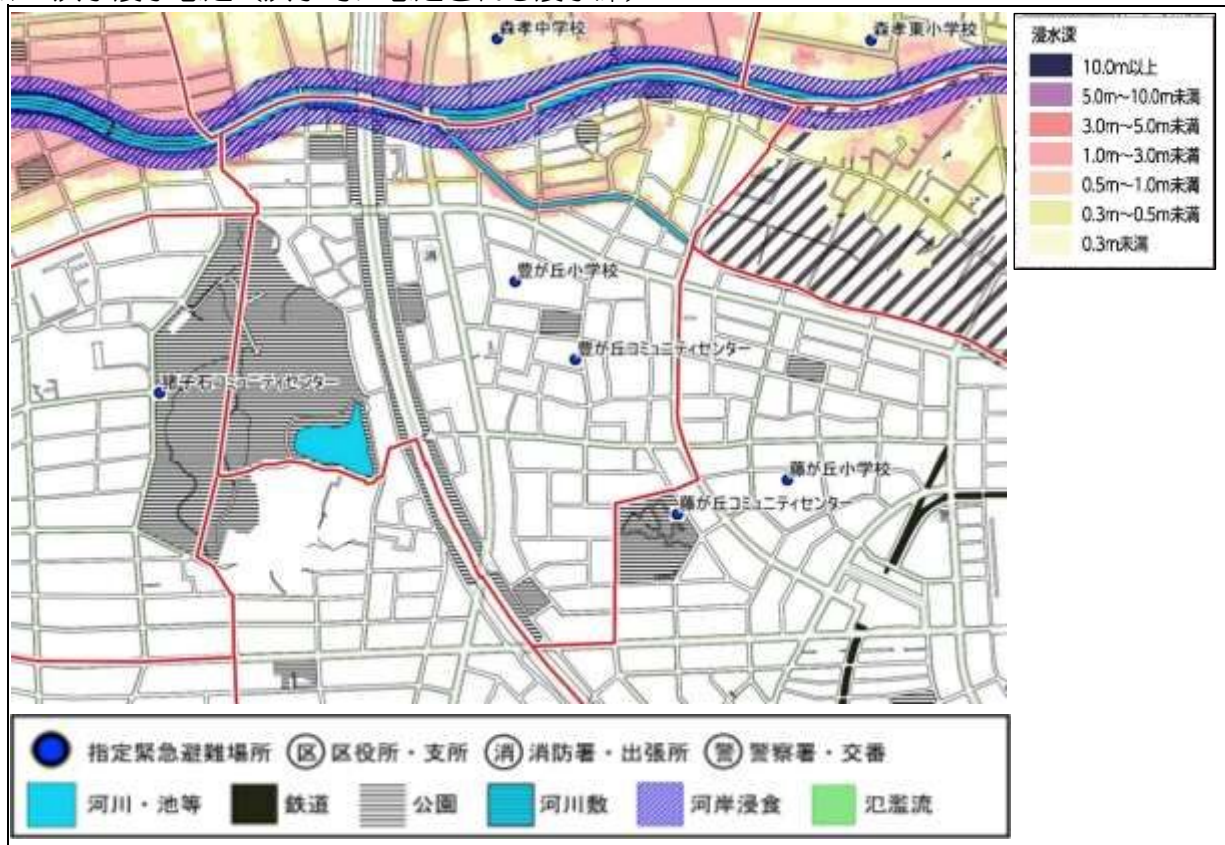 森孝中学校
森孝東小学校
浸水深
10.0m以上
5.0m〜10.0m未満
3.0m〜5.0m未満
1.0m〜3.0m未満
0.5m〜1.0m未満
0.3m〜0.5m未満
0.3m未満
消
豊が丘小学校
豊が丘コミュニティセンター
猪子石コミュニティセンター
藤が丘小学校
藤が丘コミュニティセンター
指定緊急避難場所 区 区役所・支所 消 消防署・出張所 警 警察署・交番
河川・池等 鉄道 公園 河川敷 河岸浸食 氾濫流